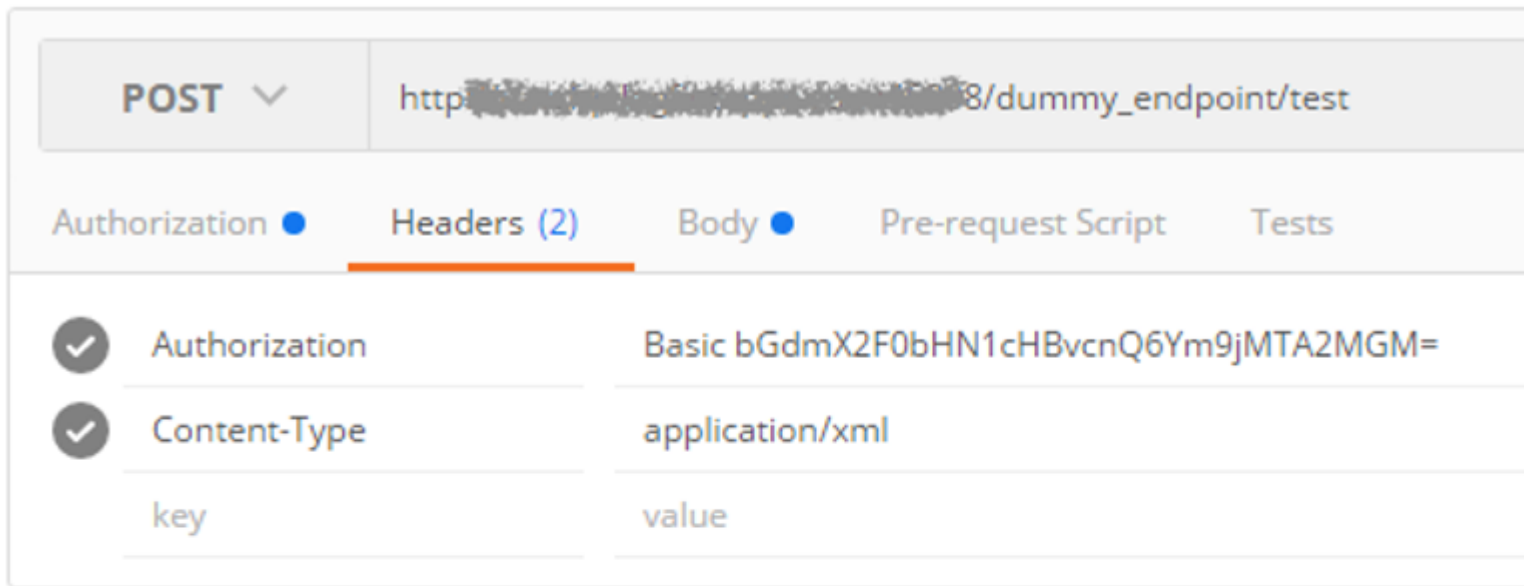 POST http 8/dummy_endpoint/test
Authorization Headers (2) Body Pre-request Script Tests
Authorization Basic bGdmX2F0bHN1cHBvcnQ6Ym9jMTA2MGM=
Content-Type application/xml
key value